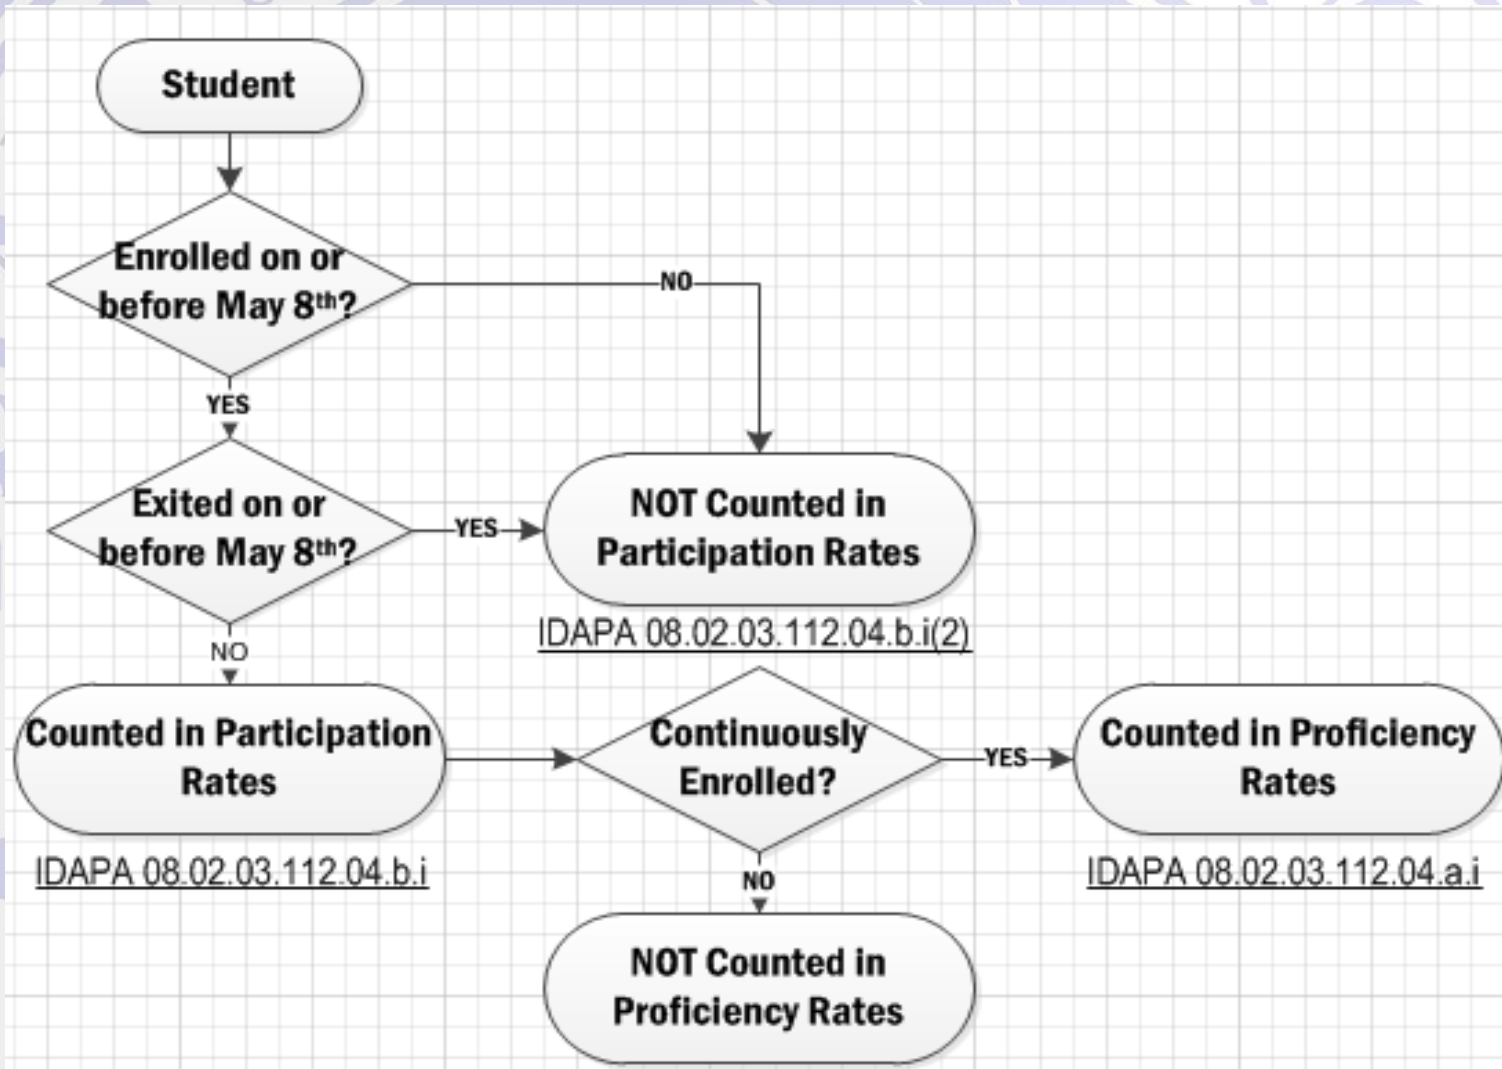 Student
Enrolled on or
before May 8th?
NO
YES
Exited on or
before May 8th?
YES
NOT Counted in
Participation Rates
IDAPA 08.02.03.112.04.b.i(2)
NO
Counted in Participation
Rates
IDAPA 08.02.03.112.04.b.i
Continuously
Enrolled?
YES
Counted in Proficiency
Rates
IDAPA 08.02.03.112.04.a.i
NO
NOT Counted in
Proficiency Rates